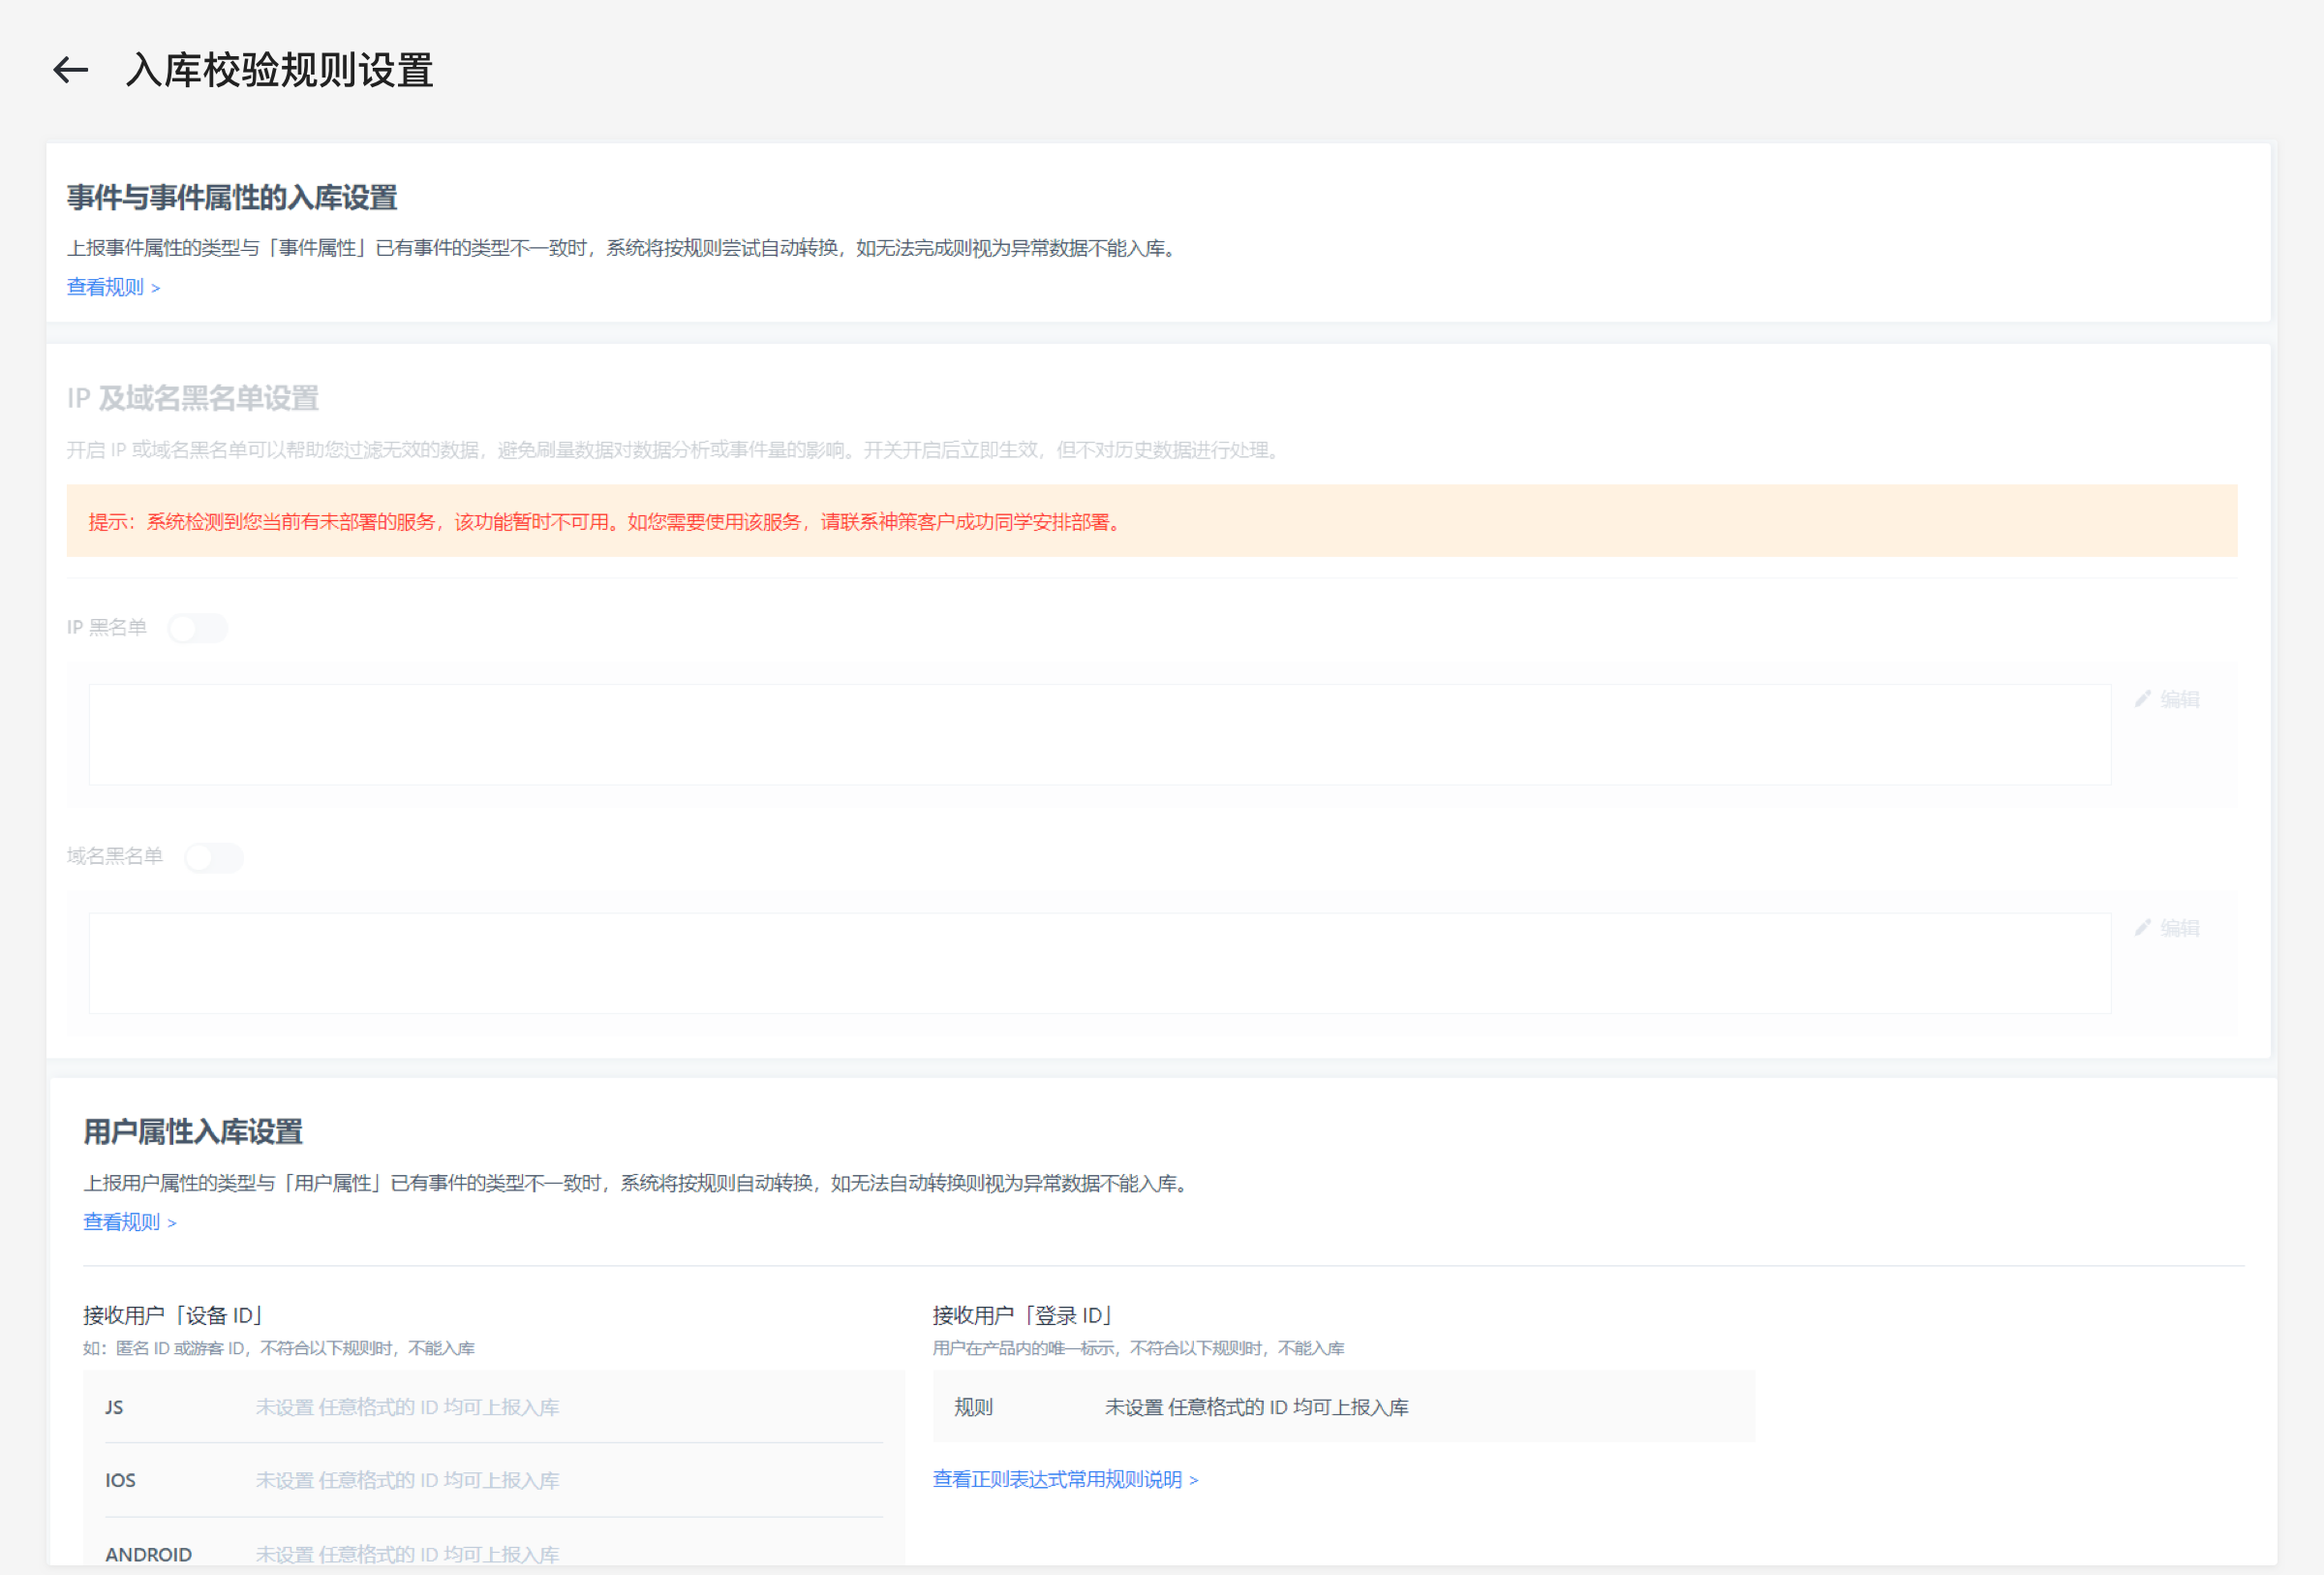 入库校验规则设置
事件与事件属性的入库设置
上报事件属性的类型与「事件属性」已有事件的类型不一致时，系统将按规则尝试自动转换，如无法完成则视为异常数据不能入库。
查看规则 >
IP 及域名黑名单设置
开启 IP 或域名黑名单可以帮助您过滤无效的数据，避免刷量数据对数据分析或事件量的影响。开关开启后立即生效，但不对历史数据进行处理。
提示：系统检测到您当前有未部署的服务，该功能暂时不可用。如您需要使用该服务，请联系神策客户成功同学安排部署。
IP 黑名单
编辑
域名黑名单
编辑
用户属性入库设置
上报用户属性的类型与「用户属性」已有事件的类型不一致时，系统将按规则自动转换，如无法自动转换则视为异常数据不能入库。
查看规则 >
接收用户「设备 ID」
如：匿名 ID 或游客 ID，不符合以下规则时，不能入库
JS 未设置 任意格式的 ID 均可上报入库
IOS 未设置 任意格式的 ID 均可上报入库
ANDROID 未设置 任意格式的 ID 均可上报入库
接收用户「登录 ID」
用户在产品内的唯一标示，不符合以下规则时，不能入库
规则 未设置 任意格式的 ID 均可上报入库
查看正则表达式常用规则说明 >